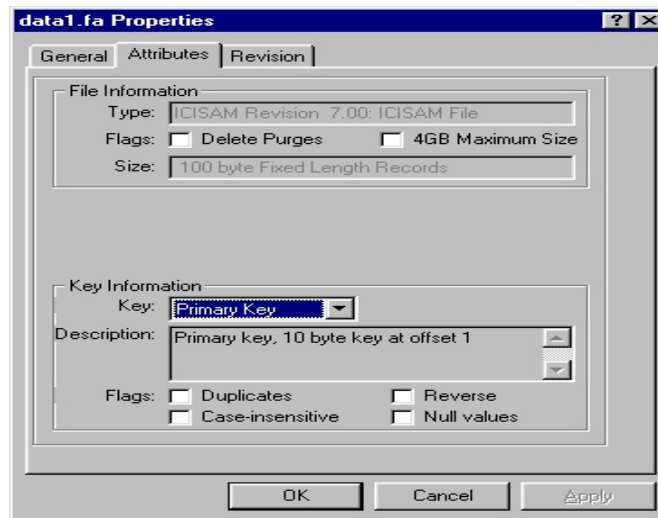 data1.fa Properties
General Attributes Revision
File Information
Type: ICISAM Revision 7.00: ICISAM File
Flags: Delete Purges 4GB Maximum Size
Size: 100 byte Fixed Length Records
Key Information
Key: Primary Key
Description: Primary key, 10 byte key at offset 1
Flags: Duplicates Reverse
Case-insensitive Null values
OK Cancel Apply